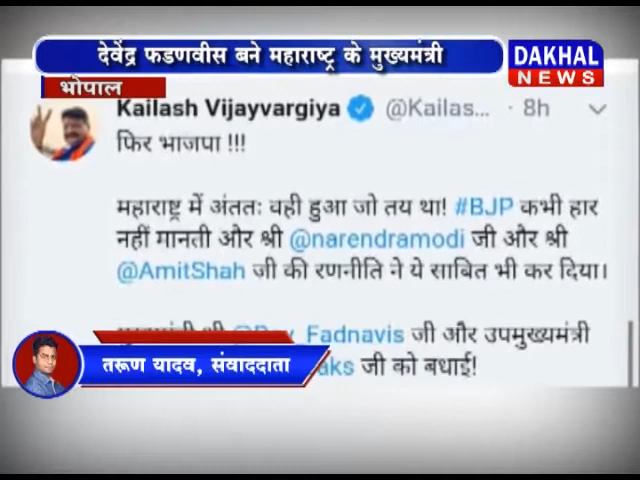 देवेंद्र फडणवीस बने महाराष्ट्र के मुख्यमंत्री
DAKHAL
NEWS
भोपाल
Kailash Vijayvargiya @Kailas... · 8h
फिर भाजपा !!!
महाराष्ट्र में अंततः वही हुआ जो तय था! #BJP कभी हार
नहीं मानती और श्री @narendramodi जी और श्री
@AmitShah जी की रणनीति ने ये साबित भी कर दिया।
Fadnavis जी और उपमुख्यमंत्री
जी को बधाई!
तरूण यादव, संवाददाता